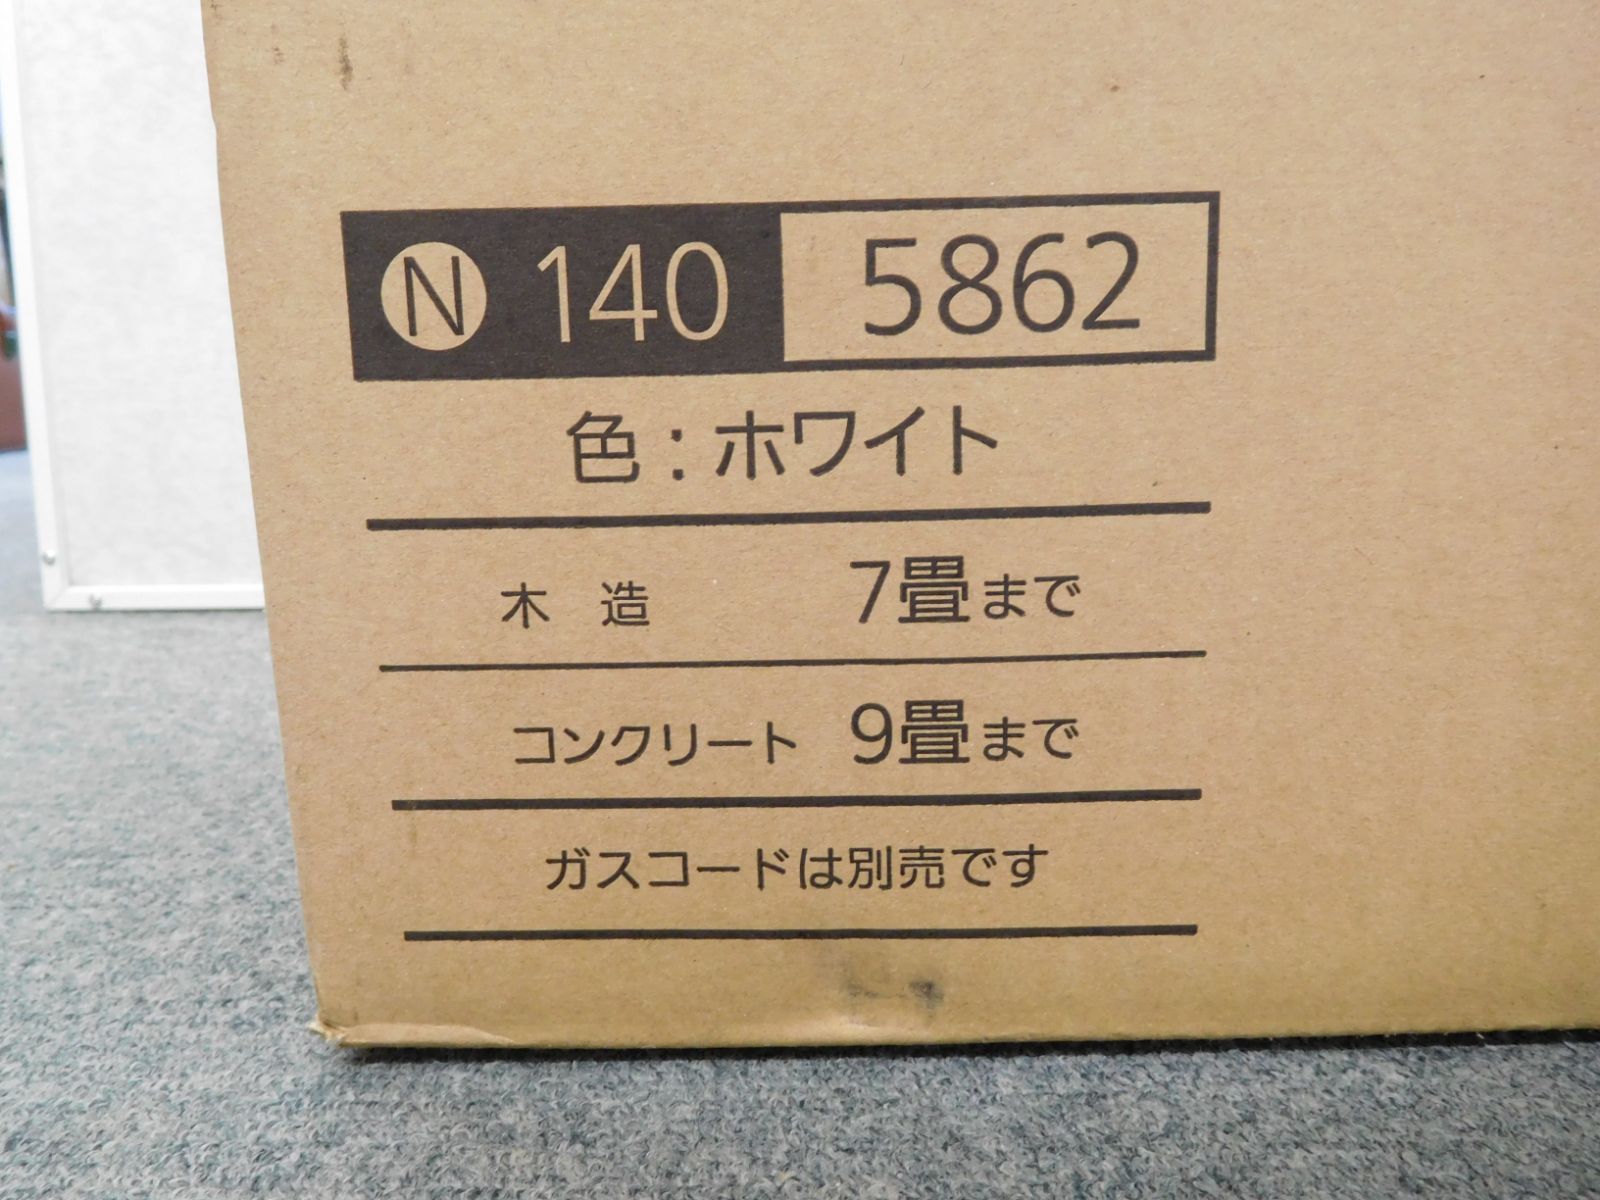 Ⓝ 140 5862
色：ホワイト
木 造 7畳まで
コンクリート 9畳まで
ガスコードは別売です